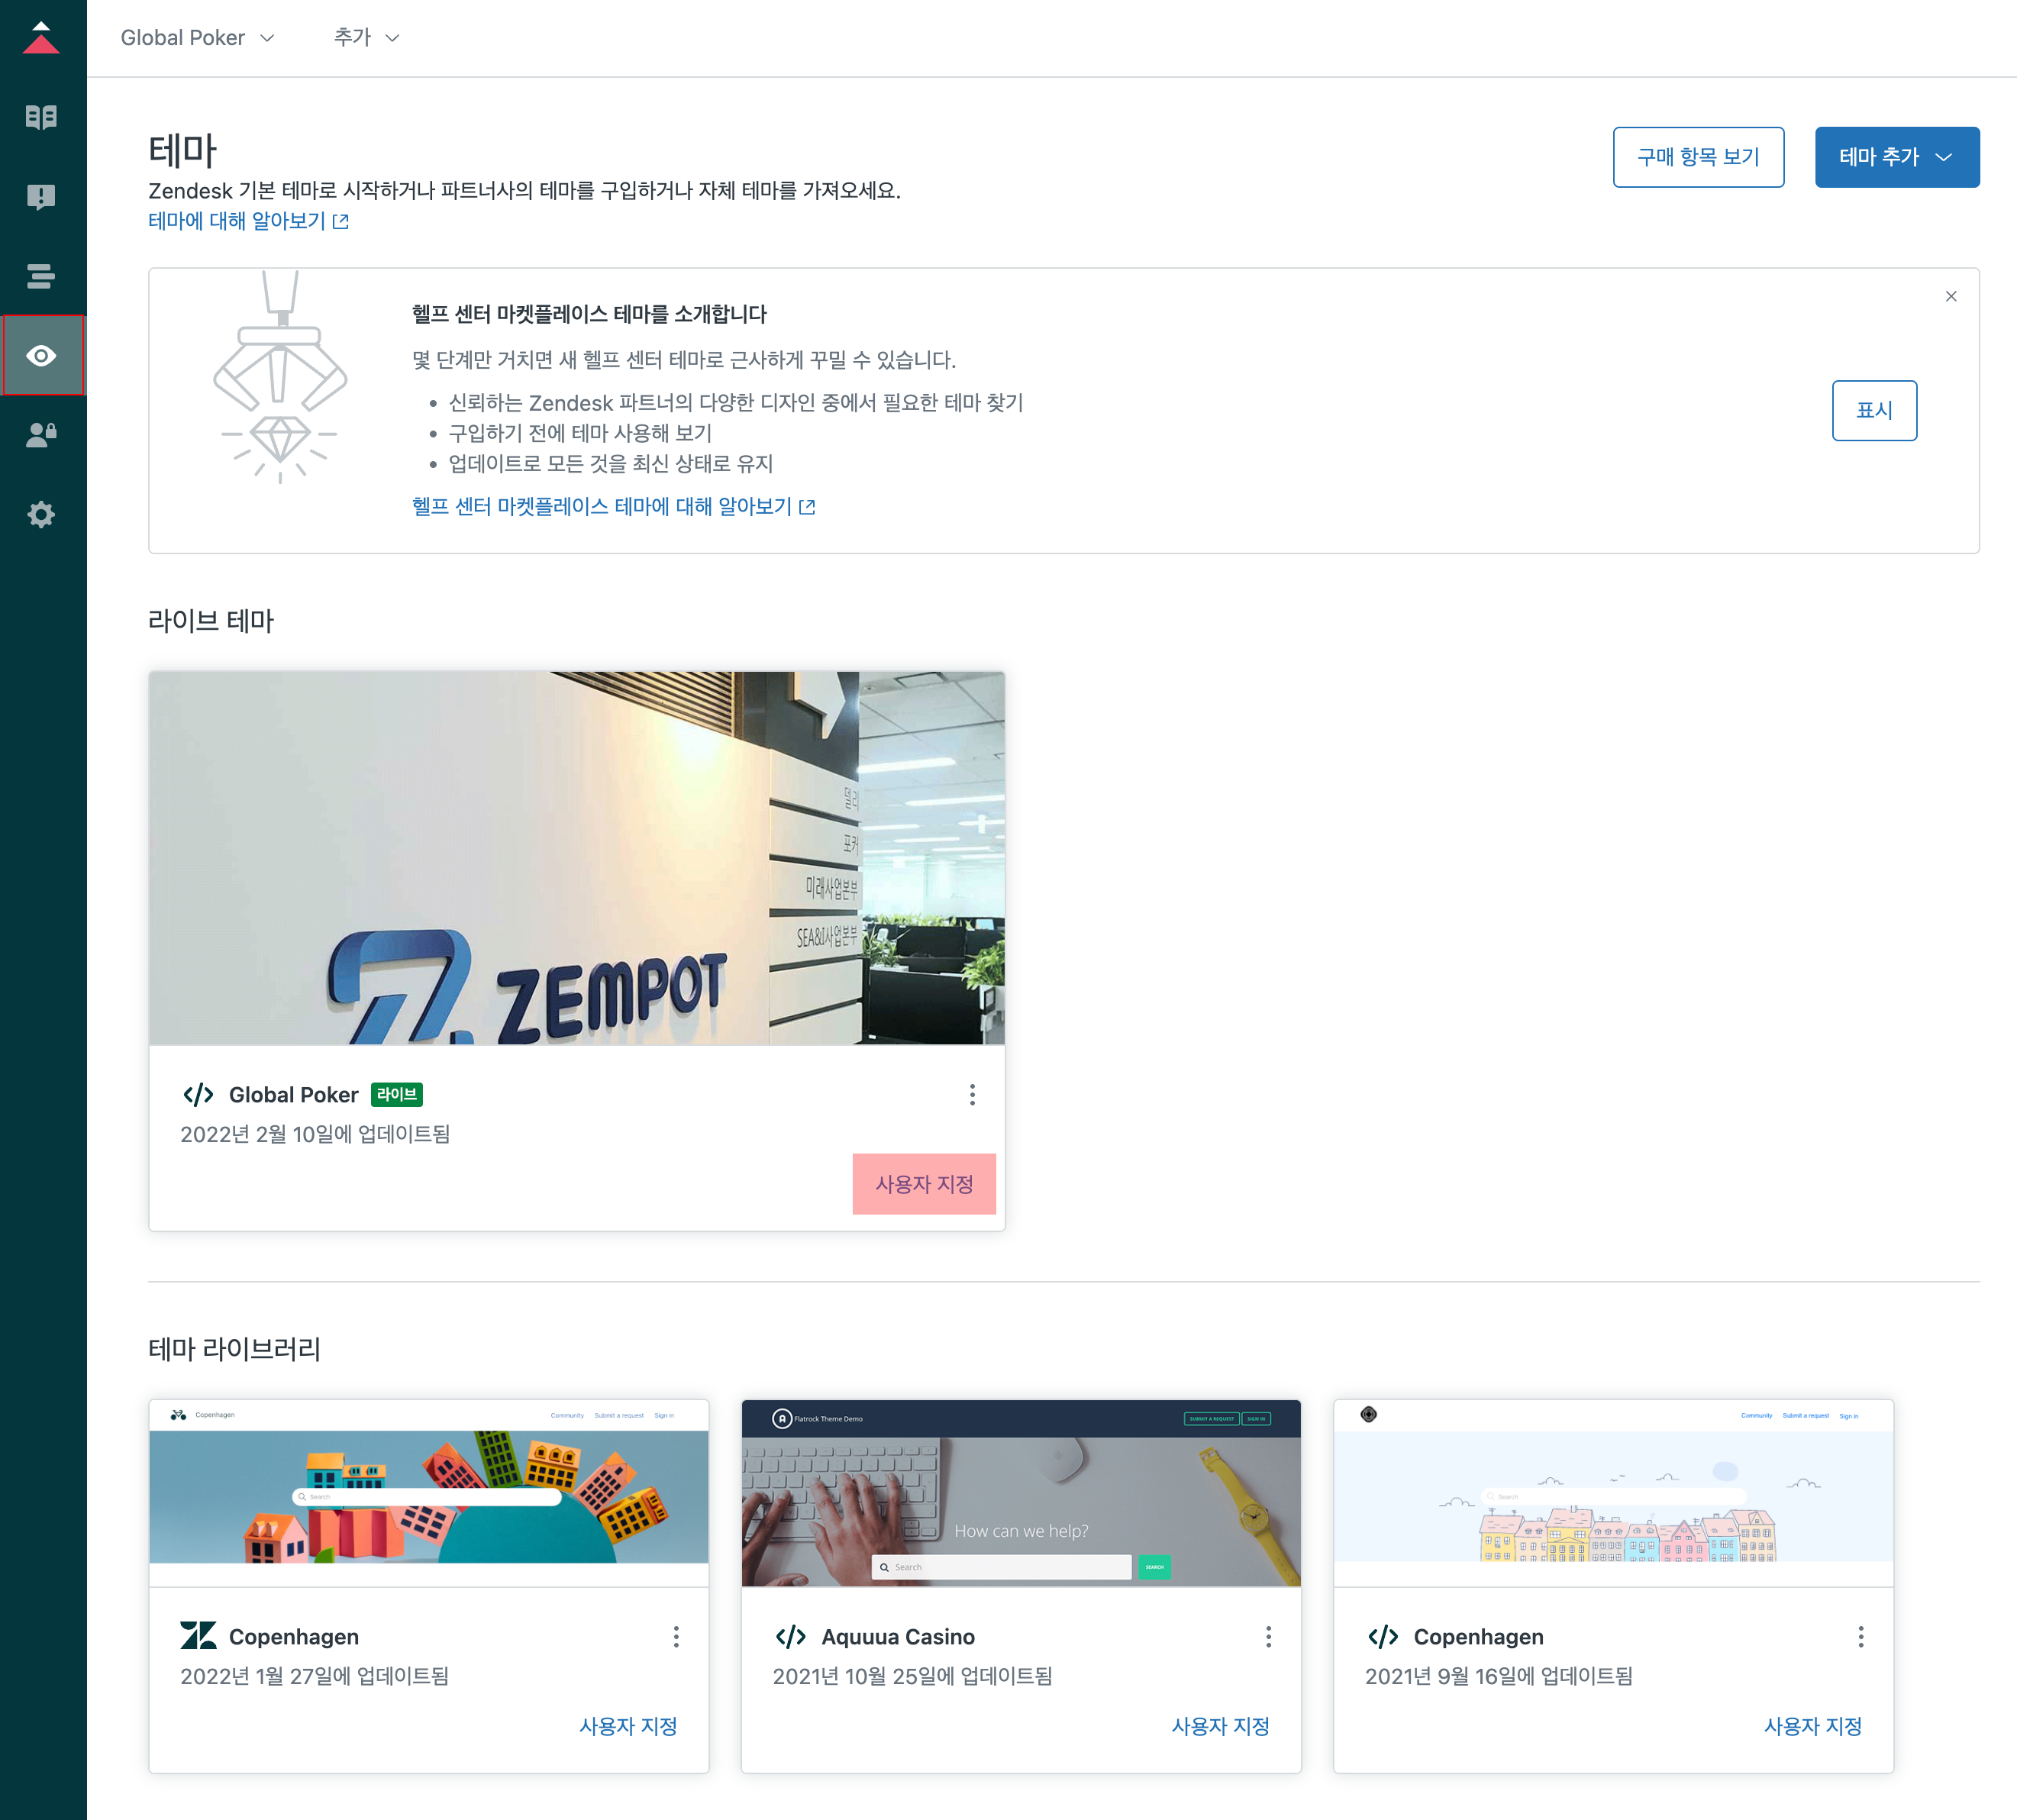 Global Poker
추가
테마
Zendesk 기본 테마로 시작하거나 파트너사의 테마를 구입하거나 자체 테마를 가져오세요.
테마에 대해 알아보기
구매 항목 보기
테마 추가
헬프 센터 마켓플레이스 테마를 소개합니다
몇 단계만 거치면 새 헬프 센터 테마로 근사하게 꾸밀 수 있습니다.
신뢰하는 Zendesk 파트너의 다양한 디자인 중에서 필요한 테마 찾기
구입하기 전에 테마 사용해 보기
업데이트로 모든 것을 최신 상태로 유지
헬프 센터 마켓플레이스 테마에 대해 알아보기
표시
라이브 테마
포커
미래사업본부
SEA&I사업본부
ZEMPOT
Global Poker 라이브
2022년 2월 10일에 업데이트됨
사용자 지정
테마 라이브러리
Copenhagen Community Submit a request Sign in
Search
Copenhagen
2022년 1월 27일에 업데이트됨
사용자 지정
Flatrock Theme Demo SUBMIT A REQUEST SIGN IN
How can we help?
Search SEARCH
Aquuua Casino
2021년 10월 25일에 업데이트됨
사용자 지정
Community Submit a request Sign in
Search
Copenhagen
2021년 9월 16일에 업데이트됨
사용자 지정